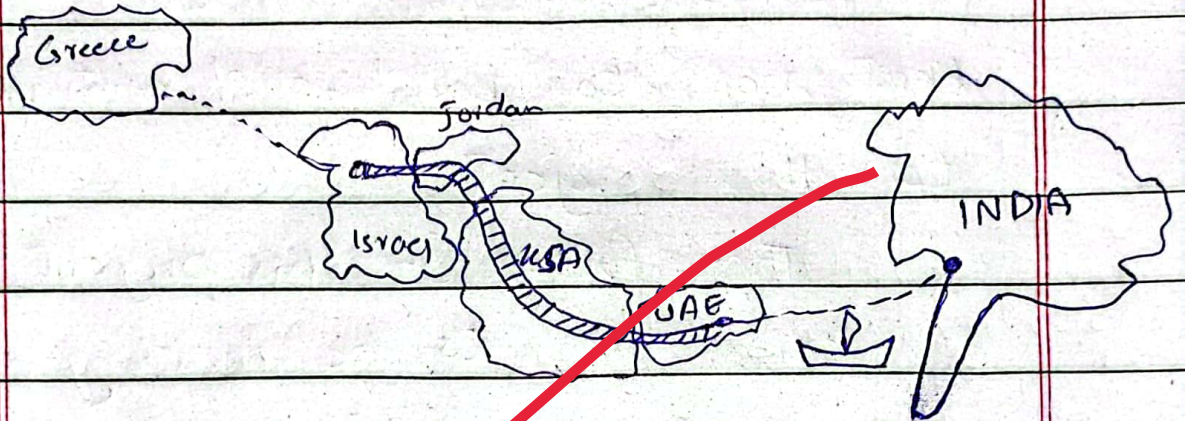 Greece
Jordan
Israel
KSA
UAE
INDIA